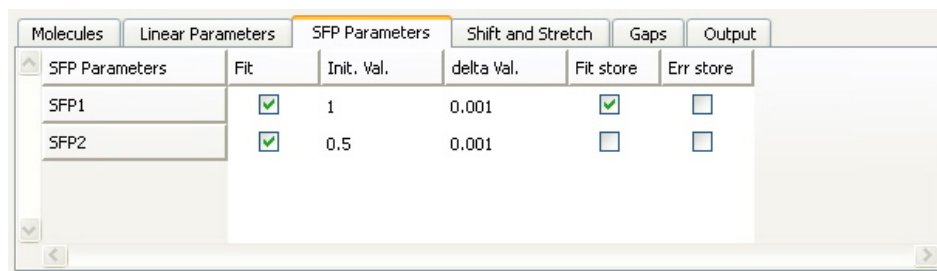 Molecules Linear Parameters SFP Parameters Shift and Stretch Gaps Output
SFP Parameters Fit Init. Val. delta Val. Fit store Err store
SFP1 1 0.001
SFP2 0.5 0.001